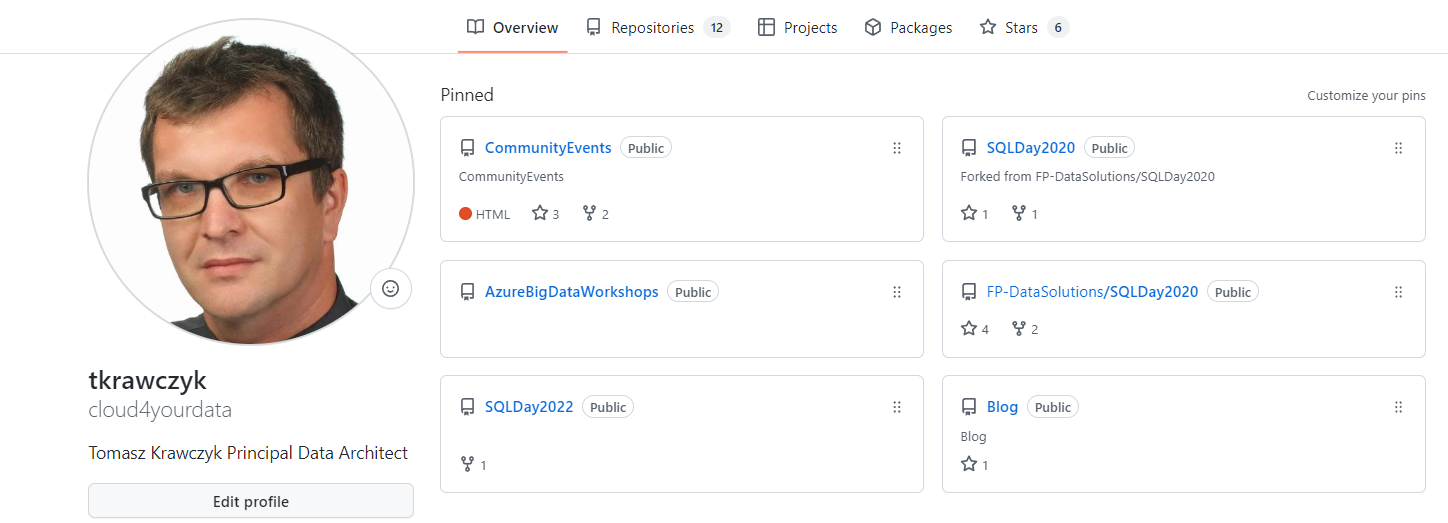 Overview Repositories 12 Projects Packages Stars 6
Pinned
Customize your pins
CommunityEvents Public
CommunityEvents
HTML 3 2
SQLDay2020 Public
Forked from FP-DataSolutions/SQLDay2020
1 1
AzureBigDataWorkshops Public
FP-DataSolutions/SQLDay2020 Public
4 2
SQLDay2022 Public
1
Blog Public
Blog
1
tkrawczyk
cloud4yourdata
Tomasz Krawczyk Principal Data Architect
Edit profile